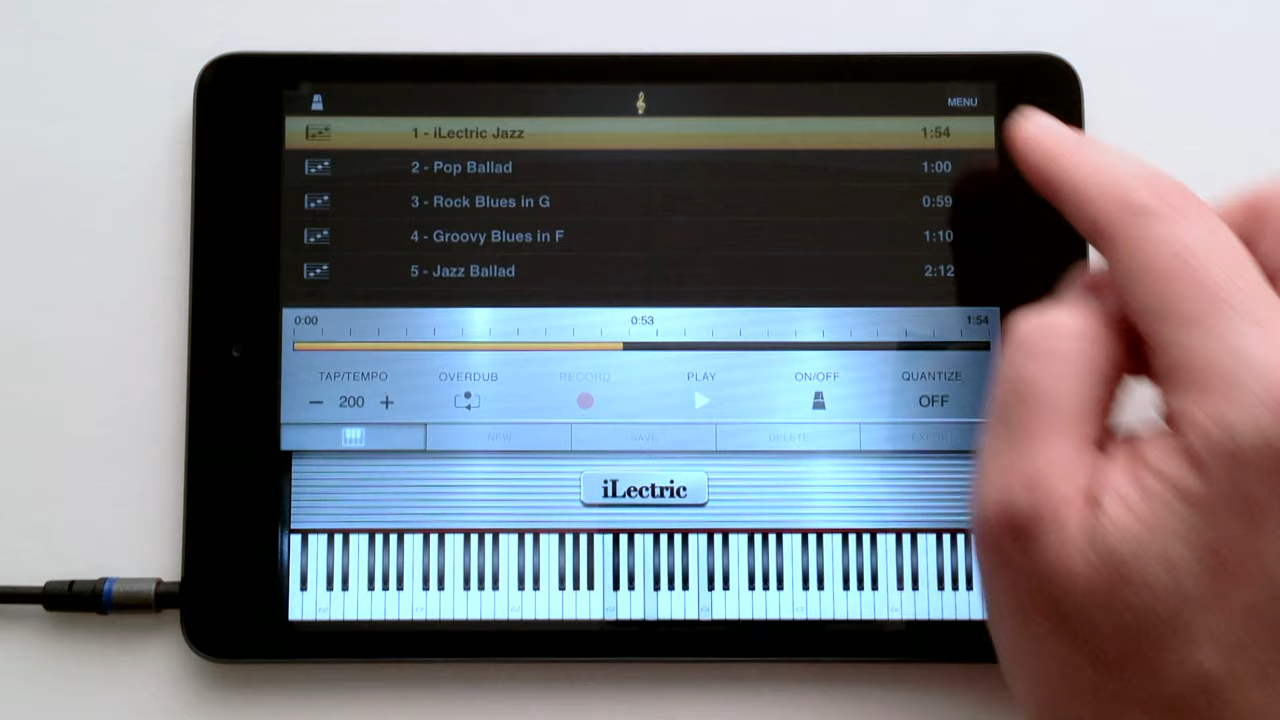 MENU
1 - iLectric Jazz 1:54
2 - Pop Ballad 1:00
3 - Rock Blues in G 0:59
4 - Groovy Blues in F 1:10
5 - Jazz Ballad 2:12
0:00 0:53 1:54
TAP/TEMPO OVERDUB RECORD PLAY ON/OFF QUANTIZE
— 200 + OFF
NEW SAVE DELETE EXPORT
iLectric